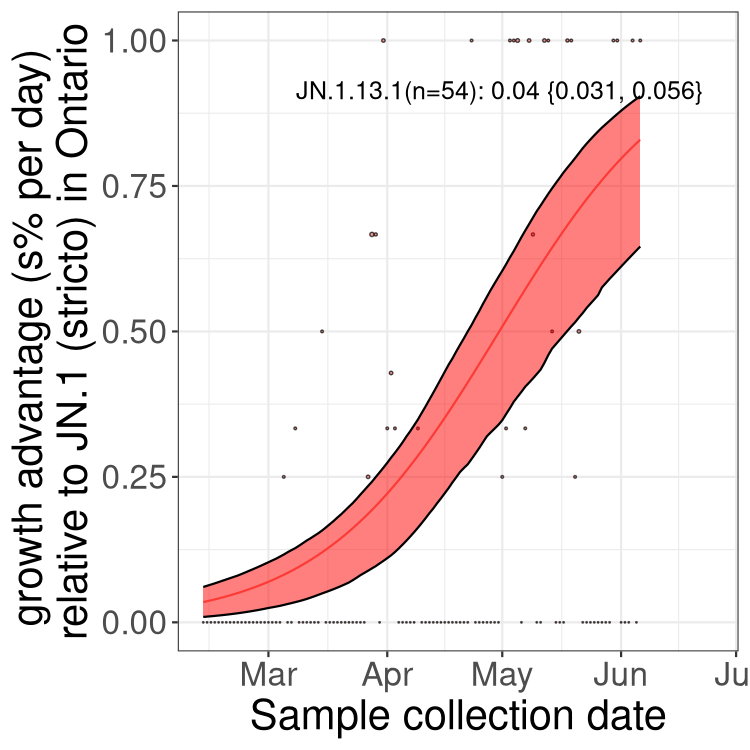 growth advantage (s% per day)
relative to JN.1 (stricto) in Ontario
1.00
0.75
0.50
0.25
0.00
JN.1.13.1(n=54): 0.04 {0.031, 0.056}
Mar Apr May Jun Ju
Sample collection date